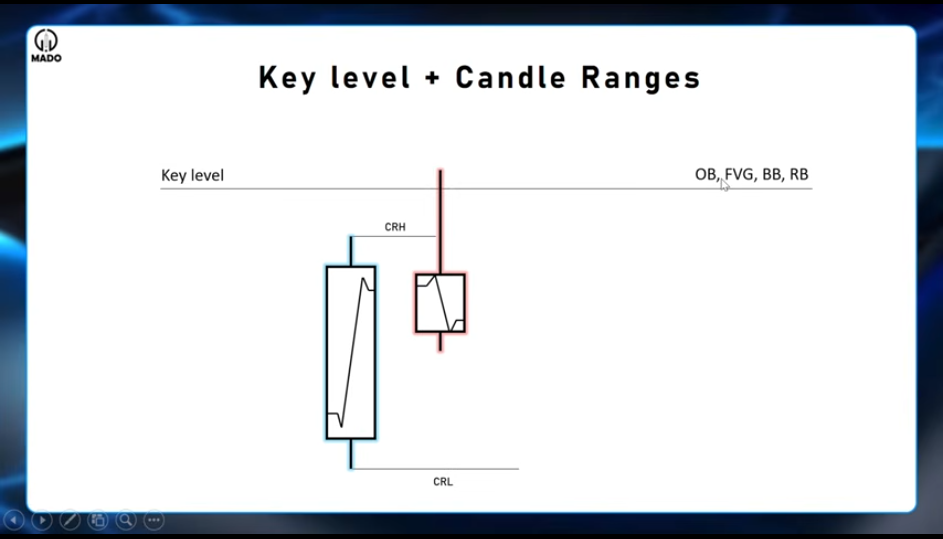 MADO
Key level + Candle Ranges
Key level
OB, FVG, BB, RB
CRH
CRL